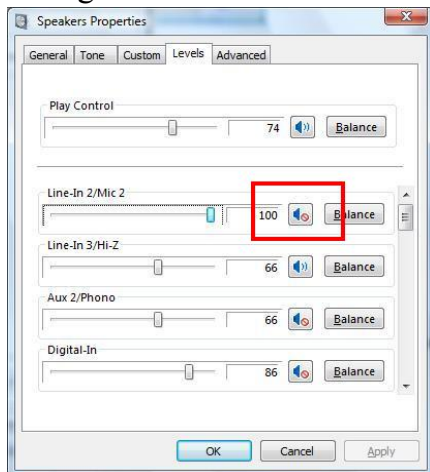 Speakers Properties
General Tone Custom Levels Advanced
Play Control
74 Balance
Line-In 2/Mic 2
100 Balance
Line-In 3/Hi-Z
66 Balance
Aux 2/Phono
66 Balance
Digital-In
86 Balance
OK Cancel Apply